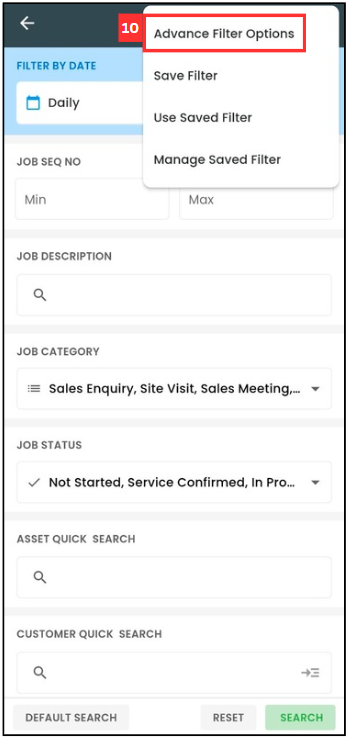 10
Advance Filter Options
Save Filter
Use Saved Filter
Manage Saved Filter
FILTER BY DATE
Daily
JOB SEQ NO
Min
Max
JOB DESCRIPTION
JOB CATEGORY
Sales Enquiry, Site Visit, Sales Meeting,...
JOB STATUS
Not Started, Service Confirmed, In Pro...
ASSET QUICK SEARCH
CUSTOMER QUICK SEARCH
DEFAULT SEARCH
RESET
SEARCH